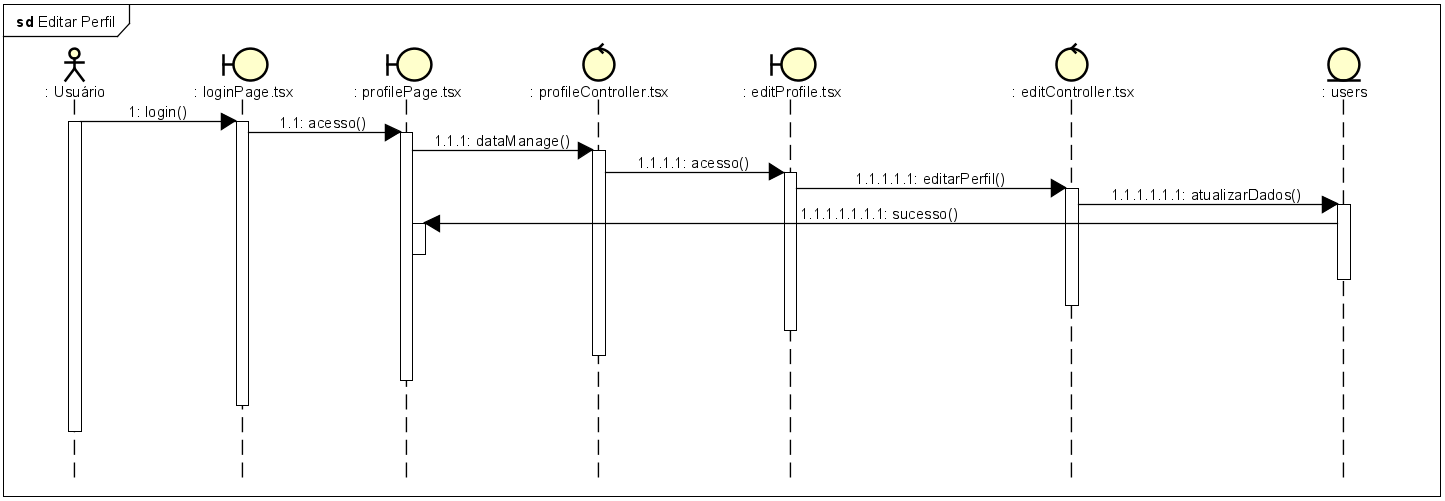 sd Editar Perfil
: Usuário
: loginPage.tsx
: profilePage.tsx
: profileController.tsx
: editProfile.tsx
: editController.tsx
: users
1: login()
1.1: acesso()
1.1.1: dataManage()
1.1.1.1: acesso()
1.1.1.1.1: editarPerfil()
1.1.1.1.1.1: atualizarDados()
1.1.1.1.1.1.1: sucesso()